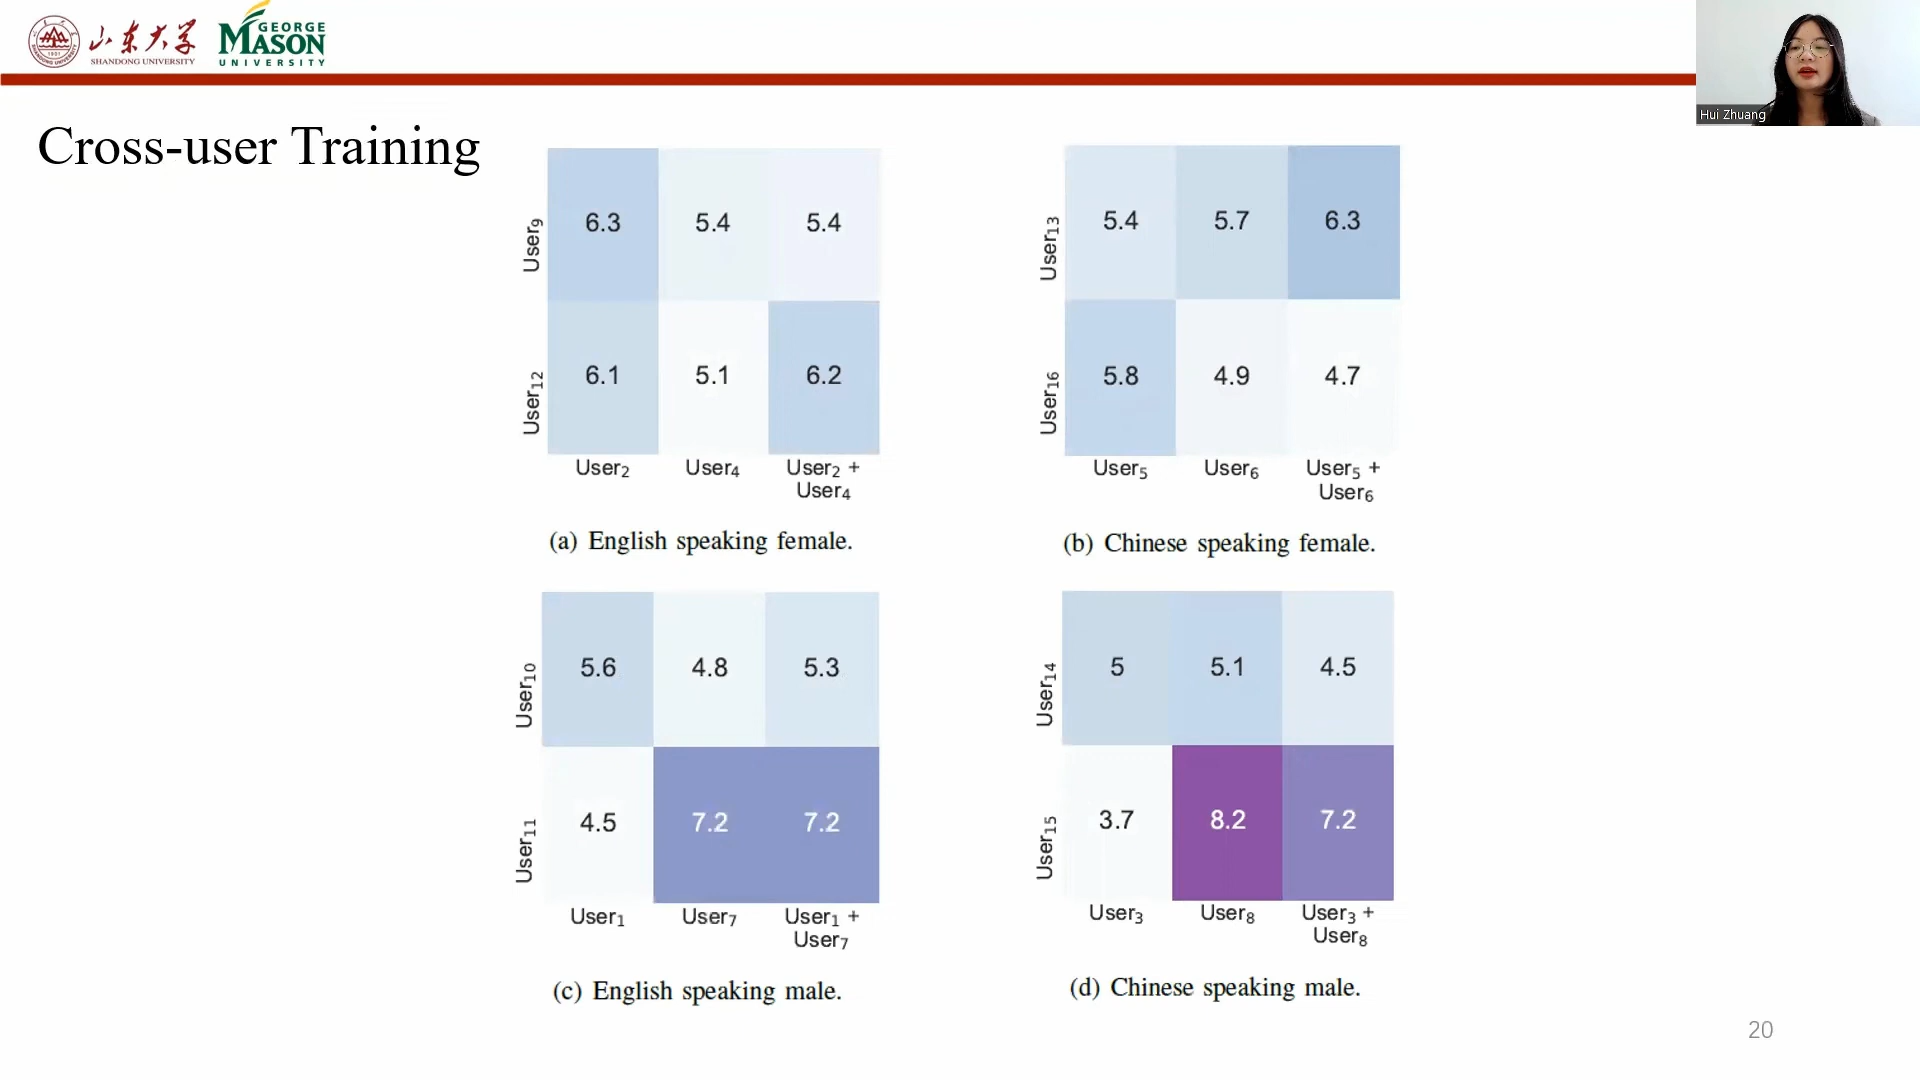 山东大学
SHANDONG UNIVERSITY
GEORGE
MASON
UNIVERSITY
Hui Zhuang
Cross-user Training
User9
6.3 5.4 5.4
User12
6.1 5.1 6.2
User2 User4 User2 +
User4
(a) English speaking female.
User13
5.4 5.7 6.3
User16
5.8 4.9 4.7
User5 User6 User5 +
User6
(b) Chinese speaking female.
User10
5.6 4.8 5.3
User11
4.5 7.2 7.2
User1 User7 User1 +
User7
(c) English speaking male.
User14
5 5.1 4.5
User15
3.7 8.2 7.2
User3 User8 User3 +
User8
(d) Chinese speaking male.
20